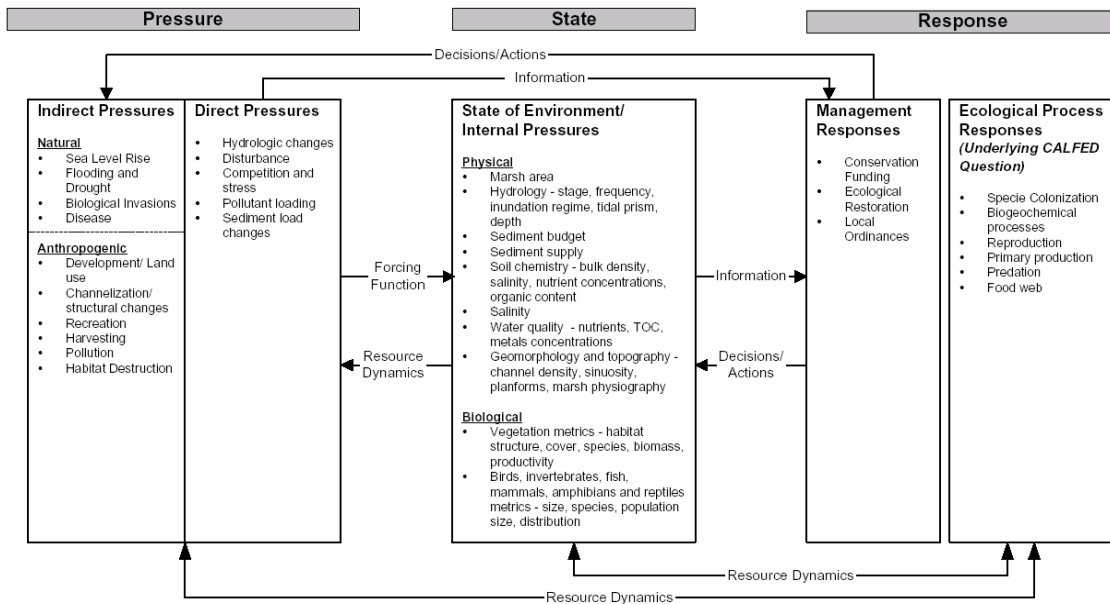 Pressure
State
Response
Decisions/Actions
Information
Indirect Pressures
Natural
• Sea Level Rise
• Flooding and
Drought
• Biological Invasions
• Disease
Anthropogenic
• Development/ Land
use
• Channelization/
structural changes
• Recreation
• Harvesting
• Pollution
• Habitat Destruction
Direct Pressures
• Hydrologic changes
• Disturbance
• Competition and
stress
• Pollutant loading
• Sediment load
changes
Forcing
Function
Resource
Dynamics
State of Environment/
Internal Pressures
Physical
• Marsh area
• Hydrology - stage, frequency,
inundation regime, tidal prism,
depth
• Sediment budget
• Sediment supply
• Soil chemistry - bulk density,
salinity, nutrient concentrations,
organic content
• Salinity
• Water quality - nutrients, TOC,
metals concentrations
• Geomorphology and topography -
channel density, sinuosity,
planforms, marsh physiography
Biological
• Vegetation metrics - habitat
structure, cover, species, biomass,
productivity
• Birds, invertebrates, fish,
mammals, amphibians and reptiles
metrics - size, species, population
size, distribution
Information
Decisions/
Actions
Management
Responses
• Conservation
Funding
• Ecological
Restoration
• Local
Ordinances
Ecological Process
Responses
(Underlying CALFED
Question)
• Specie Colonization
• Biogeochemical
processes
• Reproduction
• Primary production
• Predation
• Food web
Resource Dynamics
Resource Dynamics